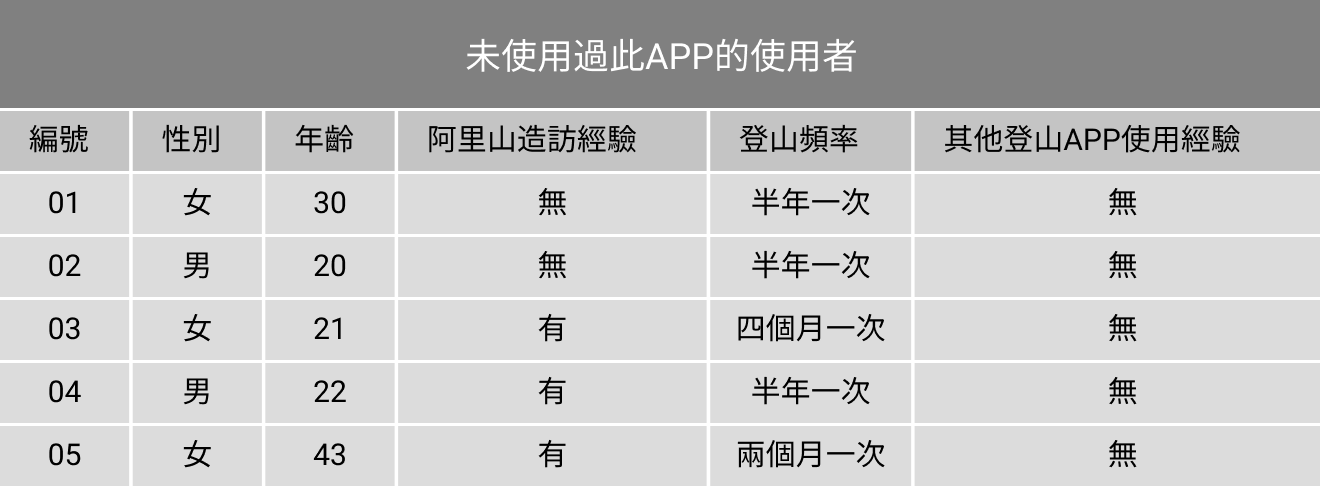 未使用過此APP的使用者
編號 性別 年齡 阿里山造訪經驗 登山頻率 其他登山APP使用經驗
01 女 30 無 半年一次 無
02 男 20 無 半年一次 無
03 女 21 有 四個月一次 無
04 男 22 有 半年一次 無
05 女 43 有 兩個月一次 無